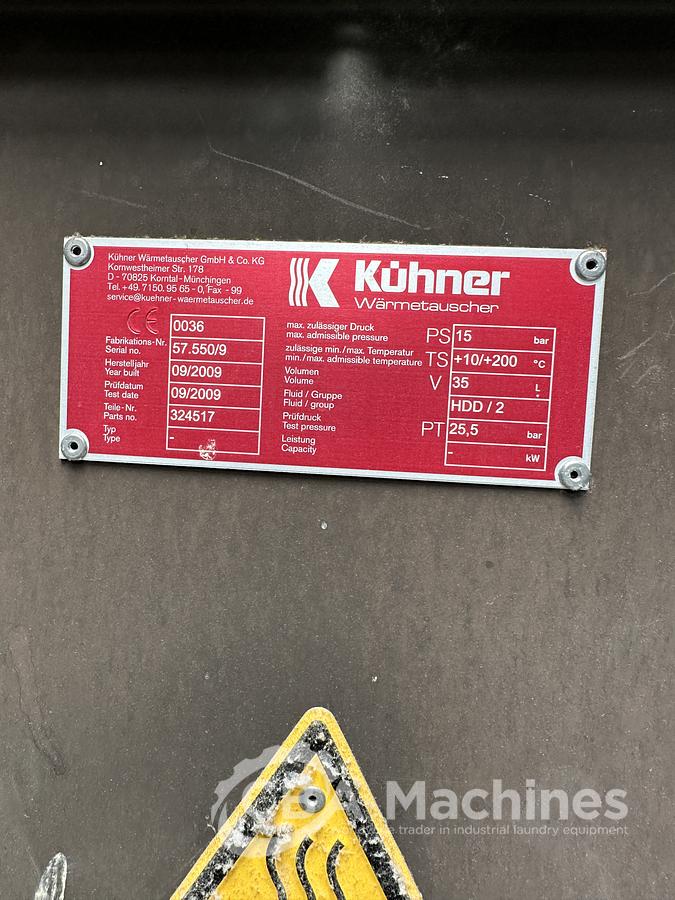 Kühner Wärmetauscher GmbH & Co. KG
Kornwestheimer Str. 178
D - 70825 Korntal-Münchingen
Tel. +49. 7150. 95 65 - 0, Fax - 99
service@kuehner-waermetauscher.de
K Kühner
Wärmetauscher
CE 0036
Fabrikations-Nr.
Serial no. 57.550/9
Herstelljahr
Year built 09/2009
Prüfdatum
Test date 09/2009
Teile-Nr.
Parts no. 324517
Typ
Type -
max. zulässiger Druck
max. admissible pressure PS 15 bar
zulässige min./max. Temperatur
min./max. admissible temperature TS +10/+200 °C
Volumen
Volume V 35 L
Fluid / Gruppe
Fluid / group HDD / 2
Prüfdruck
Test pressure PT 25,5 bar
Leistung
Capacity - kW
Machines
trader in industrial laundry equipment